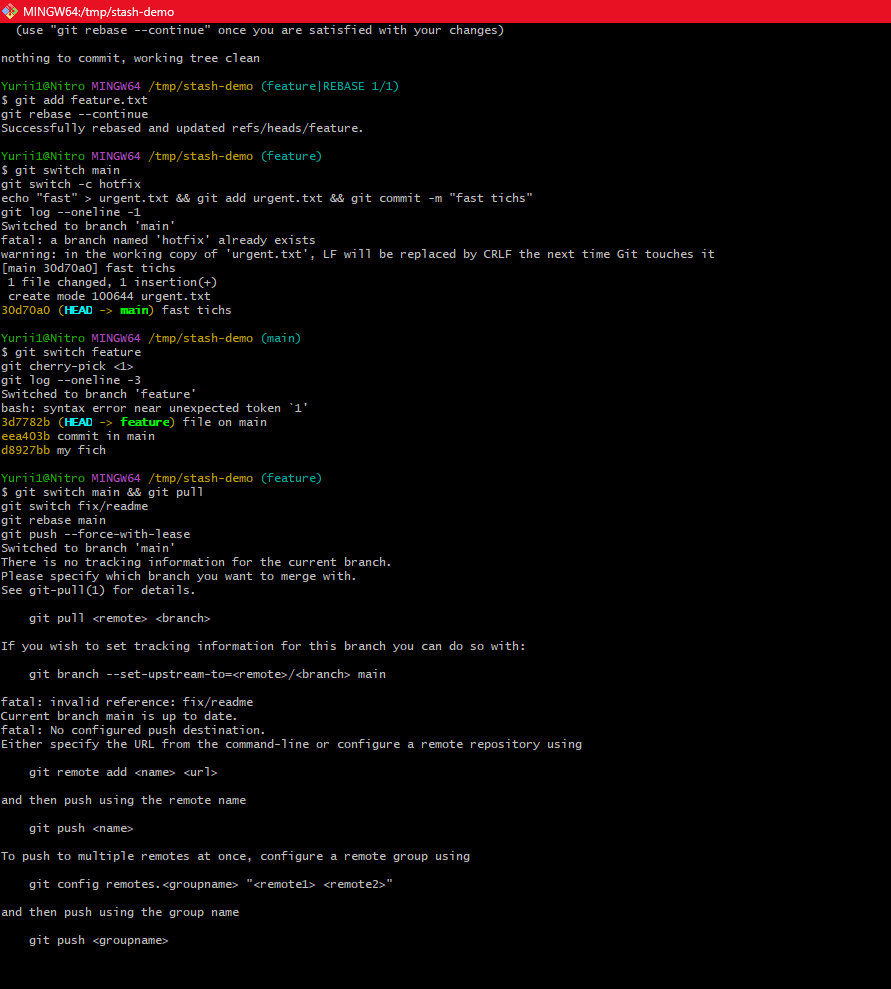 MINGW64:/tmp/stash-demo
  (use "git rebase --continue" once you are satisfied with your changes)
nothing to commit, working tree clean
Yurii1@Nitro MINGW64 /tmp/stash-demo (feature|REBASE 1/1)
$ git add feature.txt
git rebase --continue
Successfully rebased and updated refs/heads/feature.
Yurii1@Nitro MINGW64 /tmp/stash-demo (feature)
$ git switch main
git switch -c hotfix
echo "fast" > urgent.txt && git add urgent.txt && git commit -m "fast tichs"
git log --oneline -1
Switched to branch 'main'
fatal: a branch named 'hotfix' already exists
warning: in the working copy of 'urgent.txt', LF will be replaced by CRLF the next time Git touches it
[main 30d70a0] fast tichs
 1 file changed, 1 insertion(+)
 create mode 100644 urgent.txt
30d70a0 (HEAD -> main) fast tichs
Yurii1@Nitro MINGW64 /tmp/stash-demo (main)
$ git switch feature
git cherry-pick <1>
git log --oneline -3
Switched to branch 'feature'
bash: syntax error near unexpected token `1'
3d7782b (HEAD -> feature) file on main
eea403b commit in main
d8927bb my fich
Yurii1@Nitro MINGW64 /tmp/stash-demo (feature)
$ git switch main && git pull
git switch fix/readme
git rebase main
git push --force-with-lease
Switched to branch 'main'
There is no tracking information for the current branch.
Please specify which branch you want to merge with.
See git-pull(1) for details.
    git pull <remote> <branch>
If you wish to set tracking information for this branch you can do so with:
    git branch --set-upstream-to=<remote>/<branch> main
fatal: invalid reference: fix/readme
Current branch main is up to date.
fatal: No configured push destination.
Either specify the URL from the command-line or configure a remote repository using
    git remote add <name> <url>
and then push using the remote name
    git push <name>
To push to multiple remotes at once, configure a remote group using
    git config remotes.<groupname> "<remote1> <remote2>"
and then push using the group name
    git push <groupname>